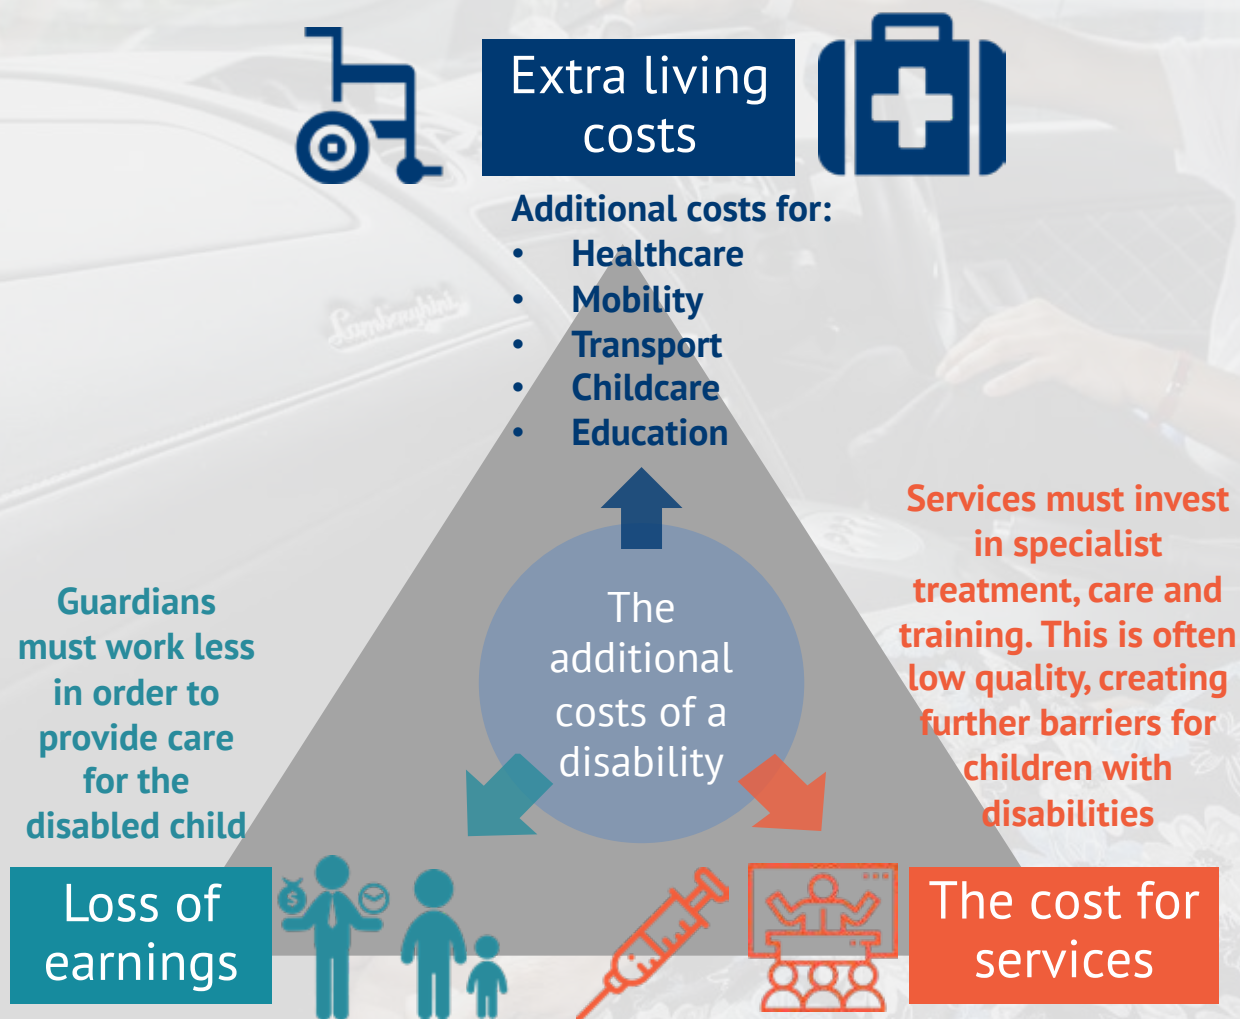 Extra living
costs
Additional costs for:
• Healthcare
• Mobility
• Transport
• Childcare
• Education
Lamborghini
The
additional
costs of a
disability
Guardians
must work less
in order to
provide care
for the
disabled child
Services must invest
in specialist
treatment, care and
training. This is often
low quality, creating
further barriers for
children with
disabilities
Loss of
earnings
$
The cost for
services